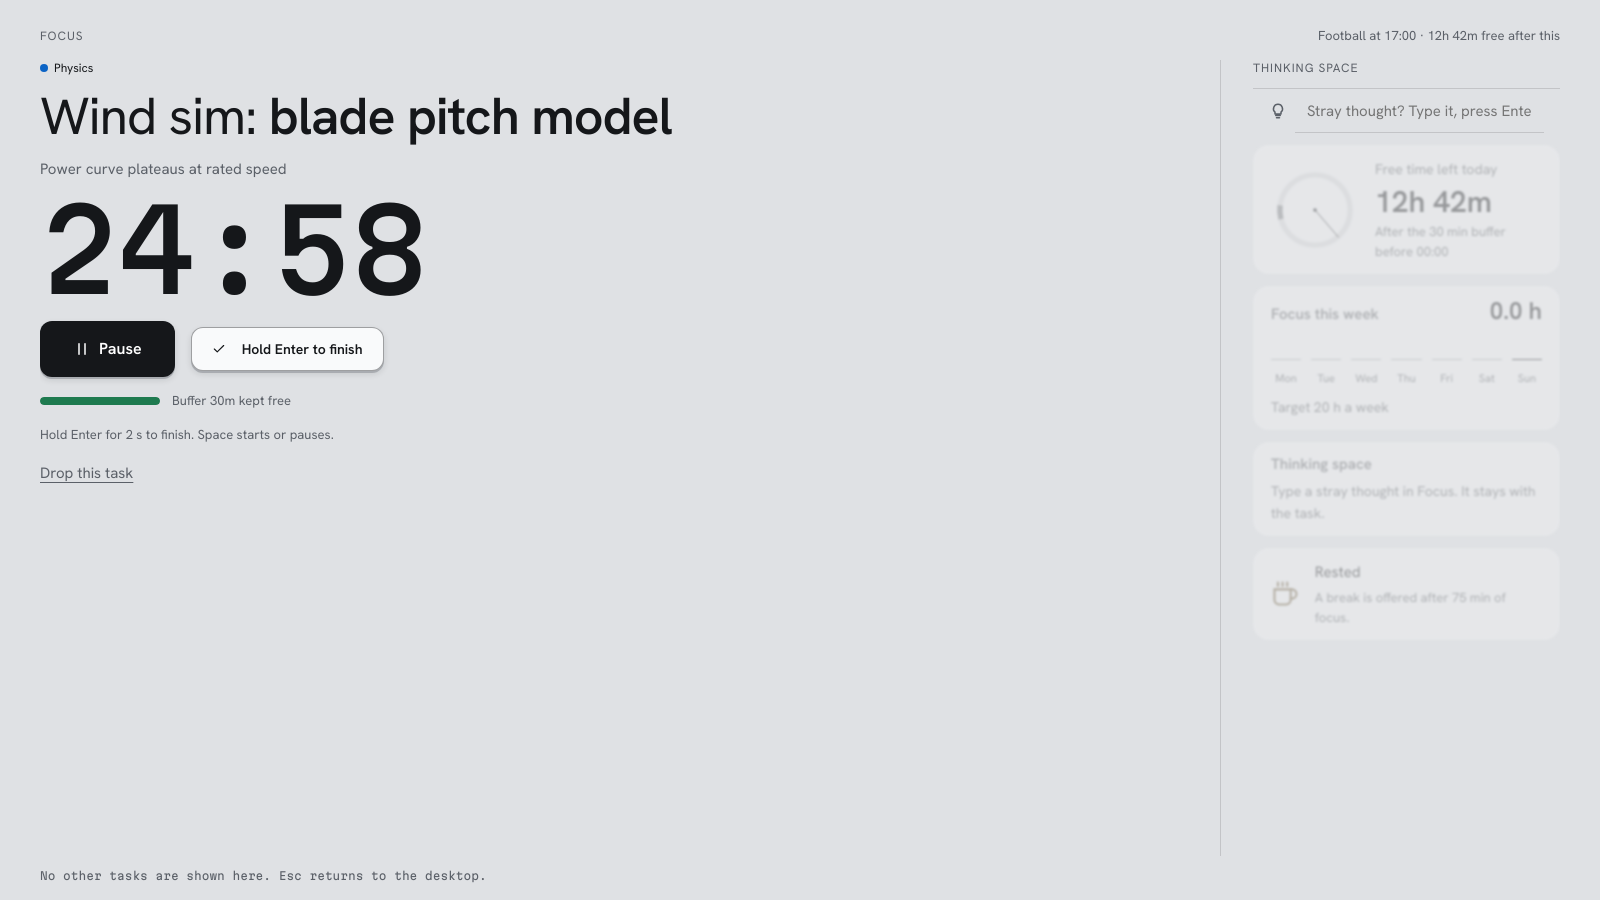 FOCUS
Football at 17:00 · 12h 42m free after this
Physics
Wind sim: blade pitch model
Power curve plateaus at rated speed
24:58
Pause
Hold Enter to finish
Buffer 30m kept free
Hold Enter for 2 s to finish. Space starts or pauses.
Drop this task
THINKING SPACE
Stray thought? Type it, press Ente
Free time left today
12h 42m
After the 30 min buffer
before 00:00
Focus this week
0.0 h
Mon Tue Wed Thu Fri Sat Sun
Target 20 h a week
Thinking space
Type a stray thought in Focus. It stays with
the task.
Rested
A break is offered after 75 min of
focus.
No other tasks are shown here. Esc returns to the desktop.